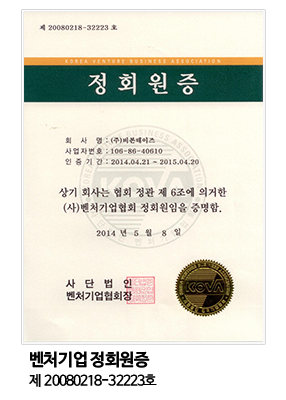 제 20080218-32223 호
KOREA VENTURE BUSINESS ASSOCIATION
정회원증
회 사 명 : (주)비폰데이즈
사업자번호 : 106-86-40610
인증기간 : 2014.04.21 ~ 2015.04.20
상기 회사는 협회 정관 제 6조에 의거한
(사)벤처기업협회 정회원임을 증명함.
2014 년 5 월 8 일
사 단 법 인
벤처기업협회장
KOVA
벤처기업 정회원증
제 20080218-32223호